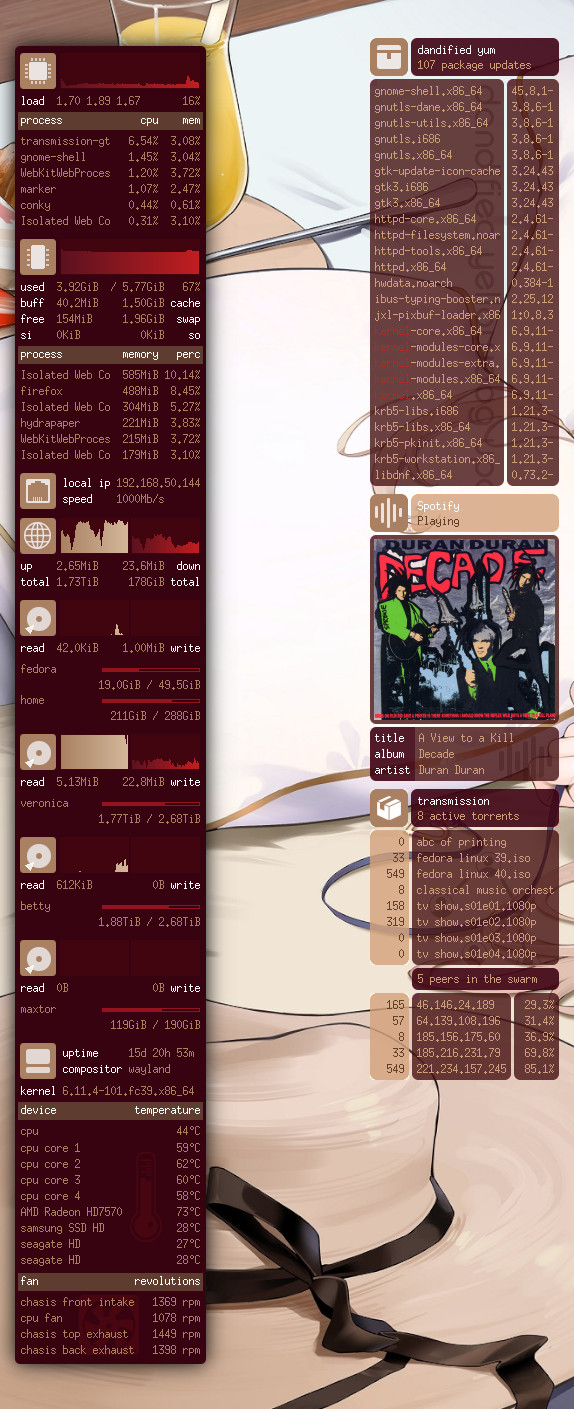 load 1.70 1.89 1.67 16%
process cpu mem
transmission-gt 6.54% 3.08%
gnome-shell 1.45% 3.04%
WebKitWebProces 1.20% 3.72%
marker 1.07% 2.47%
conky 0.44% 0.61%
Isolated Web Co 0.31% 3.10%
used 3.92GiB / 5.77GiB 67%
buff 40.2MiB 1.50GiB cache
free 154MiB 1.96GiB swap
si 0KiB 0KiB so
process memory perc
Isolated Web Co 585MiB 10.14%
firefox 488MiB 8.45%
Isolated Web Co 304MiB 5.27%
hydrapaper 221MiB 3.83%
WebKitWebProces 215MiB 3.72%
Isolated Web Co 179MiB 3.10%
local ip 192.168.50.144
speed 1000Mb/s
up 2.65MiB 23.6MiB down
total 1.73TiB 178GiB total
read 42.0KiB 1.00MiB write
fedora
19.0GiB / 49.5GiB
home
211GiB / 288GiB
read 5.13MiB 22.8MiB write
veronica
1.77TiB / 2.68TiB
read 612KiB 0B write
betty
1.88TiB / 2.68TiB
read 0B 0B write
maxtor
119GiB / 190GiB
uptime 15d 20h 53m
compositor wayland
kernel 6.11.4-101.fc39.x86_64
device temperature
cpu 44°C
cpu core 1 59°C
cpu core 2 62°C
cpu core 3 60°C
cpu core 4 58°C
AMD Radeon HD7570 73°C
samsung SSD HD 28°C
seagate HD 27°C
seagate HD 28°C
fan revolutions
chasis front intake 1369 rpm
cpu fan 1078 rpm
chasis top exhaust 1449 rpm
chasis back exhaust 1398 rpm
dandified yum
107 package updates
gnome-shell.x86_64 45.8.1-
gnutls-dane.x86_64 3.8.6-1
gnutls-utils.x86_64 3.8.6-1
gnutls.i686 3.8.6-1
gnutls.x86_64 3.8.6-1
gtk-update-icon-cache 3.24.43
gtk3.i686 3.24.43
gtk3.x86_64 3.24.43
httpd-core.x86_64 2.4.61-
httpd-filesystem.noar 2.4.61-
httpd-tools.x86_64 2.4.61-
httpd.x86_64 2.4.61-
hwdata.noarch 0.384-1
ibus-typing-booster.n 2.25.12
jxl-pixbuf-loader.x86 1:0.8.3
-core.x86_64 6.9.11-
-modules-core.x 6.9.11-
-modules-extra. 6.9.11-
-modules.x86_64 6.9.11-
.x86_64 6.9.11-
krb5-libs.i686 1.21.3-
krb5-libs.x86_64 1.21.3-
krb5-pkinit.x86_64 1.21.3-
krb5-workstation.x86_ 1.21.3-
libdnf.x86_64 0.73.2-
Spotify
Playing
DURAN DURAN
DECADE
title A View to a Kill
album Decade
artist Duran Duran
transmission
8 active torrents
0 abc of printing
33 fedora linux 39.iso
549 fedora linux 40.iso
8 classical music orchest
158 tv show.s01e01.1080p
319 tv show.s01e02.1080p
0 tv show.s01e03.1080p
0 tv show.s01e04.1080p
5 peers in the swarm
165 46.146.24.189 29.3%
57 64.139.108.196 31.4%
8 185.156.175.60 36.9%
33 185.216.231.79 69.8%
549 221.234.157.245 85.1%